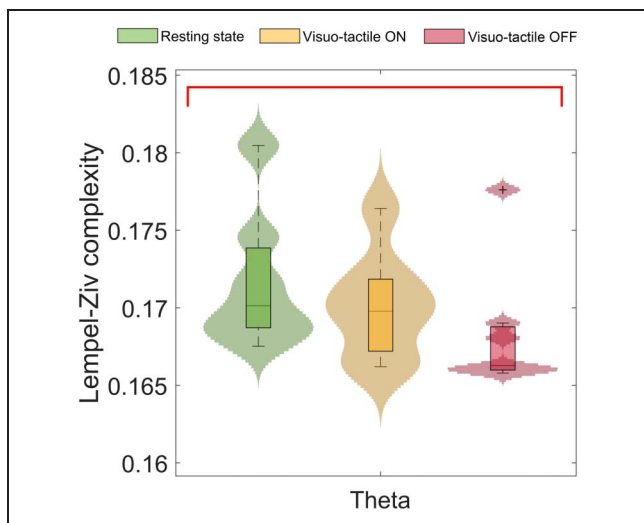 Resting state Visuo-tactile ON Visuo-tactile OFF
0.185
0.18
0.175
0.17
0.165
0.16
Lempel-Ziv complexity
Theta